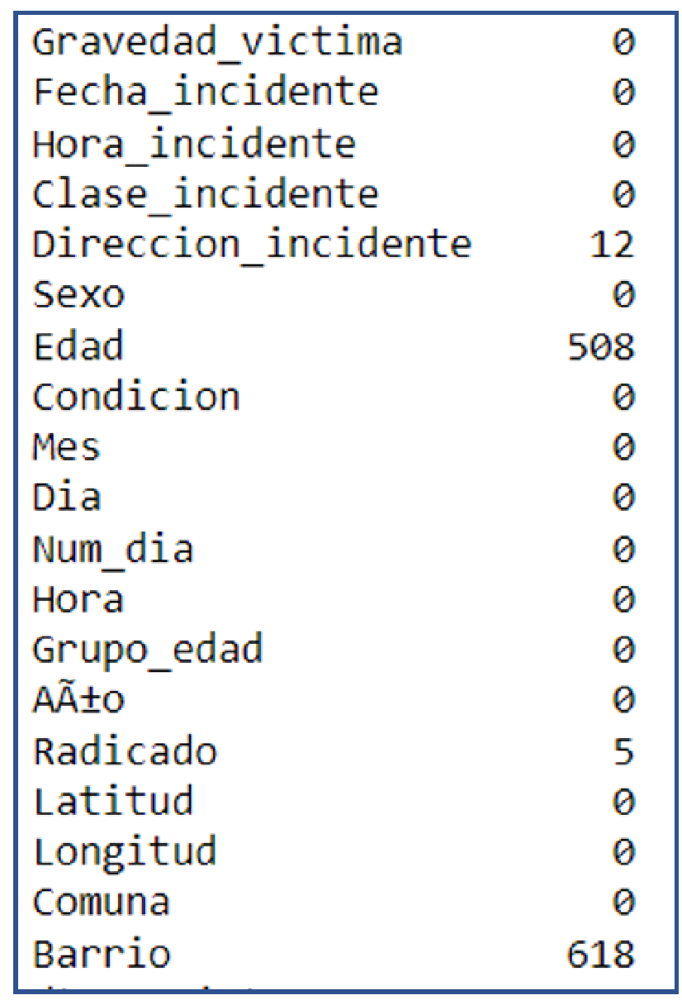 Gravedad_victima 0
Fecha_incidente 0
Hora_incidente 0
Clase_incidente 0
Direccion_incidente 12
Sexo 0
Edad 508
Condicion 0
Mes 0
Dia 0
Num_dia 0
Hora 0
Grupo_edad 0
AÃ±o 0
Radicado 5
Latitud 0
Longitud 0
Comuna 0
Barrio 618